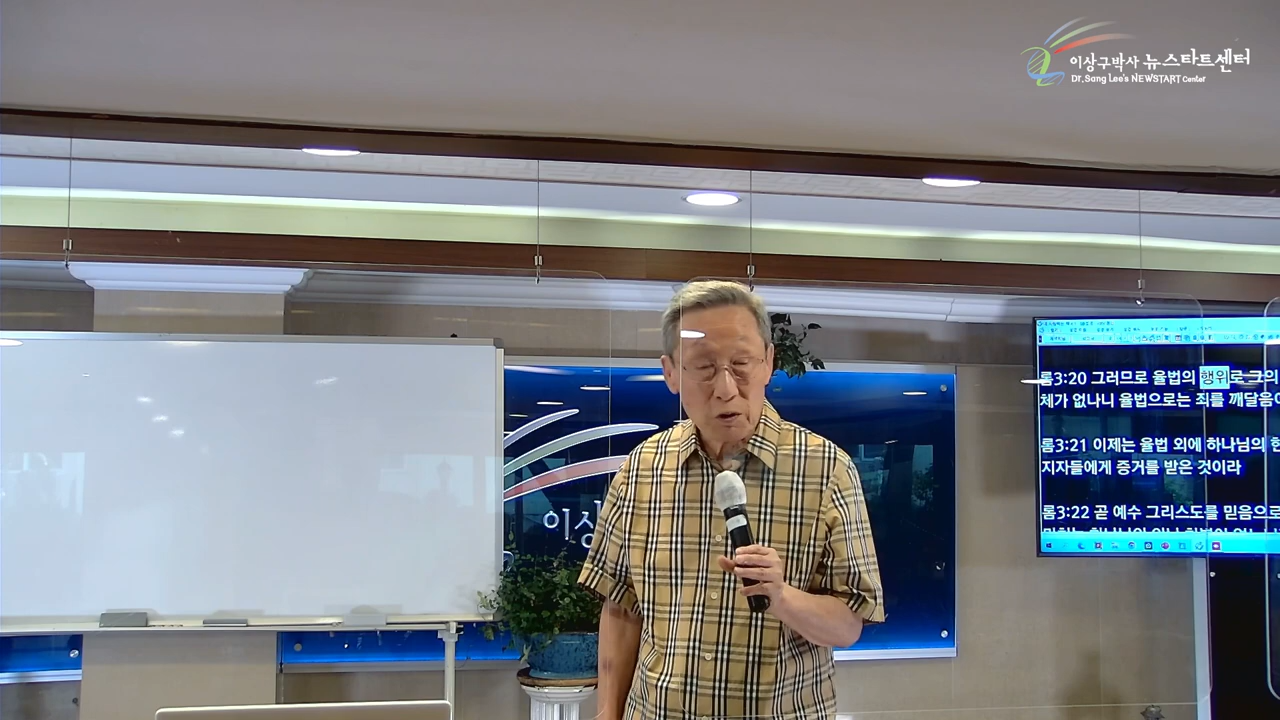 이상구박사 뉴스타트센터
Dr. Sang Lee's NEWSTART Center
이상
롬3:20 그러므로 율법의 행위로 그의
체가 없나니 율법으로는 죄를 깨달음이
롬3:21 이제는 율법 외에 하나님의 한
지자들에게 증거를 받은 것이라
롬3:22 곧 예수 그리스도를 믿음으로